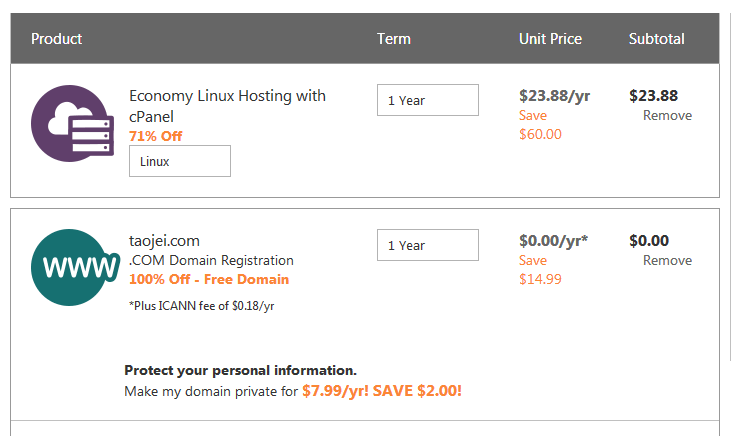 Product Term Unit Price Subtotal
Economy Linux Hosting with 1 Year $23.88/yr $23.88
cPanel Save Remove
71% Off $60.00
Linux
taojei.com 1 Year $0.00/yr* $0.00
.COM Domain Registration Save Remove
100% Off - Free Domain $14.99
WWW
*Plus ICANN fee of $0.18/yr
Protect your personal information.
Make my domain private for $7.99/yr! SAVE $2.00!